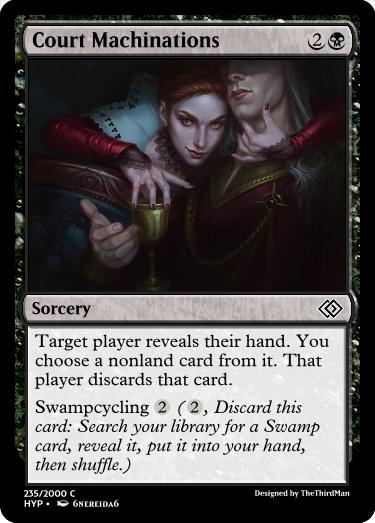 Court Machinations 2
Sorcery
Target player reveals their hand. You
choose a nonland card from it. That
player discards that card.
Swampcycling 2 ( 2, Discard this
card: Search your library for a Swamp
card, reveal it, put it into your hand,
then shuffle.)
235/2000 C
HYP • 6NEREIDA6
Designed by TheThirdMan